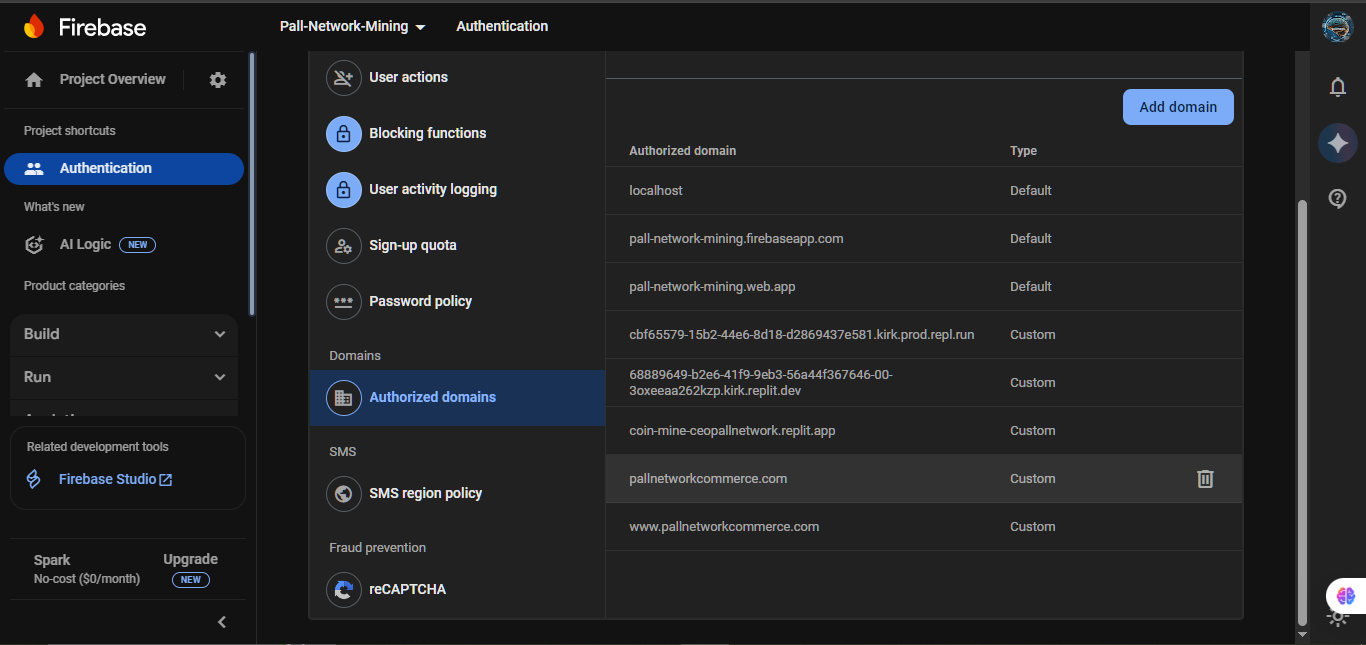 Firebase
Pall-Network-Mining
Authentication
Project Overview
Project shortcuts
Authentication
What's new
AI Logic NEW
Product categories
Build
Run
Related development tools
Firebase Studio
Spark
No-cost ($0/month)
Upgrade
NEW
User actions
Blocking functions
User activity logging
Sign-up quota
Password policy
Domains
Authorized domains
SMS
SMS region policy
Fraud prevention
reCAPTCHA
Add domain
Authorized domain Type
localhost Default
pall-network-mining.firebaseapp.com Default
pall-network-mining.web.app Default
cbf65579-15b2-44e6-8d18-d2869437e581.kirk.prod.repl.run Custom
68889649-b2e6-41f9-9eb3-56a44f367646-00-
3oxeeaa262kzp.kirk.replit.dev Custom
coin-mine-ceopallnetwork.replit.app Custom
pallnetworkcommerce.com Custom
www.pallnetworkcommerce.com Custom